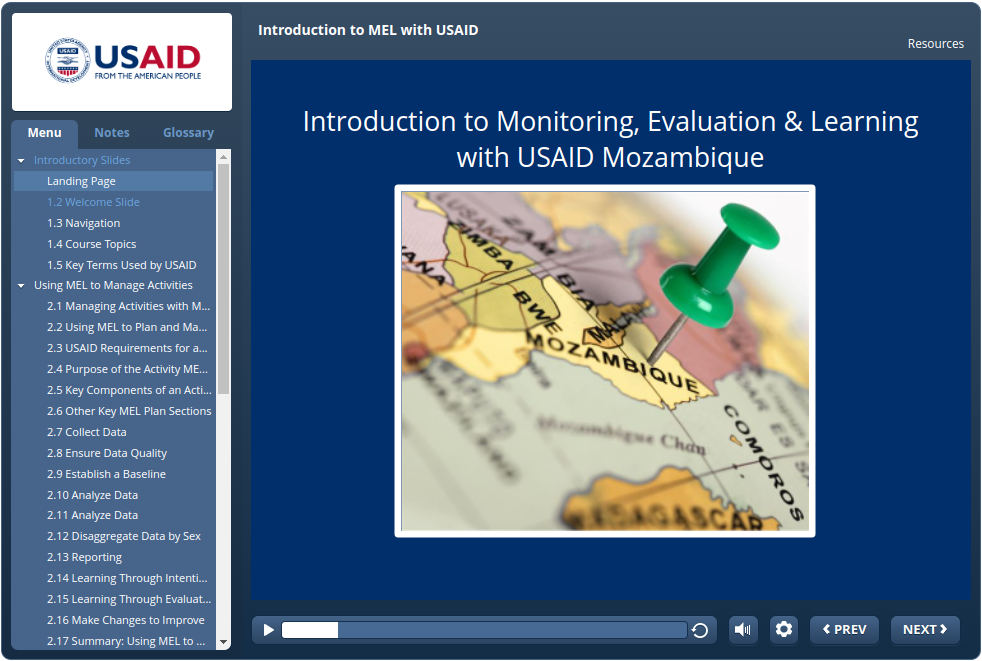 USAID
FROM THE AMERICAN PEOPLE
Introduction to MEL with USAID
Resources
Menu
Notes
Glossary
Introductory Slides
Landing Page
1.2 Welcome Slide
1.3 Navigation
1.4 Course Topics
1.5 Key Terms Used by USAID
Using MEL to Manage Activities
2.1 Managing Activities with M...
2.2 Using MEL to Plan and Ma...
2.3 USAID Requirements for a...
2.4 Purpose of the Activity ME...
2.5 Key Components of an Acti...
2.6 Other Key MEL Plan Sections
2.7 Collect Data
2.8 Ensure Data Quality
2.9 Establish a Baseline
2.10 Analyze Data
2.11 Analyze Data
2.12 Disaggregate Data by Sex
2.13 Reporting
2.14 Learning Through Intenti...
2.15 Learning Through Evaluat...
2.16 Make Changes to Improve
2.17 Summary: Using MEL to ...
Introduction to Monitoring, Evaluation & Learning
with USAID Mozambique
LUSAKA
ZAM
BIA
ZIMBA
BWE
ANA
MALA
MOZAMBIQUE
Mozambique Chan
COMOROS
MADAGASCAR
PREV
NEXT